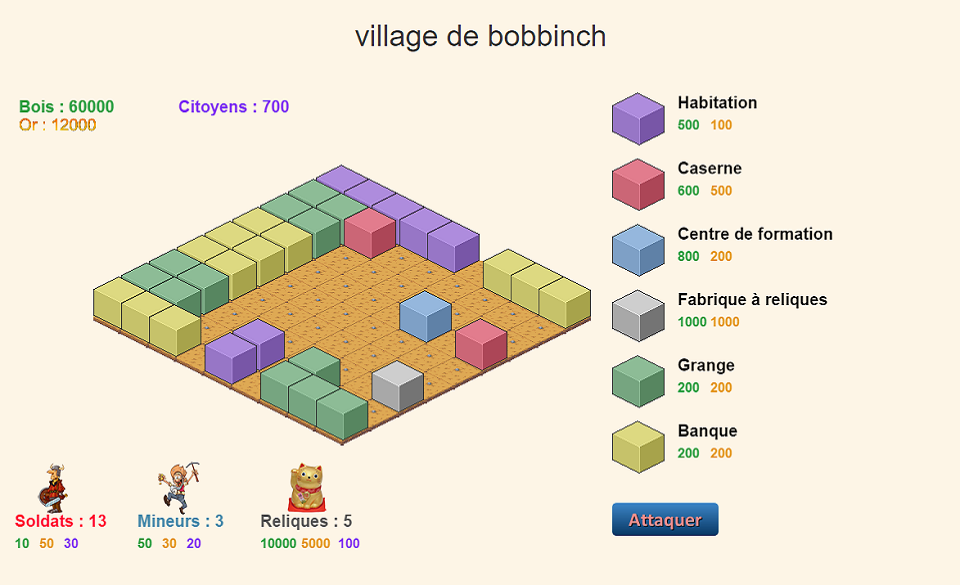 village de bobbinch
Bois : 60000
Citoyens : 700
Or : 12000
Habitation
500 100
Caserne
600 500
Centre de formation
800 200
Fabrique à reliques
1000 1000
Grange
200 200
Banque
200 200
Soldats : 13
10 50 30
Mineurs : 3
50 30 20
Reliques : 5
10000 5000 100
Attaquer